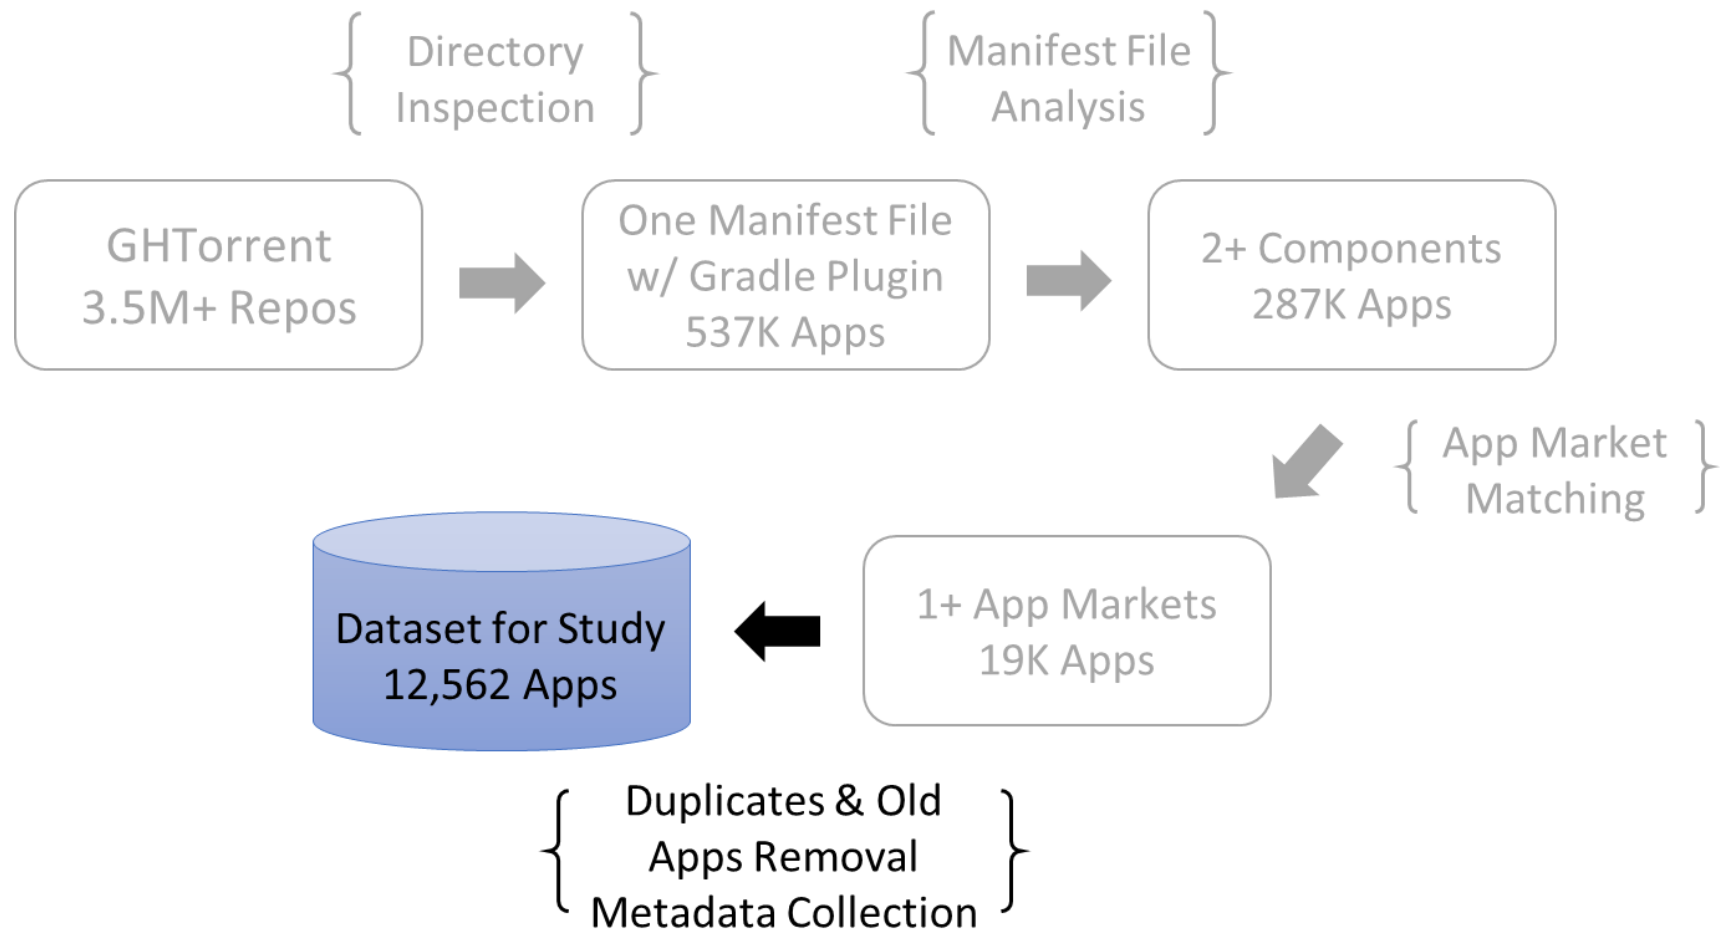 Directory
Inspection
Manifest File
Analysis
GHTorrent
3.5M+ Repos
One Manifest File
w/ Gradle Plugin
537K Apps
2+ Components
287K Apps
App Market
Matching
1+ App Markets
19K Apps
Dataset for Study
12,562 Apps
Duplicates & Old
Apps Removal
Metadata Collection